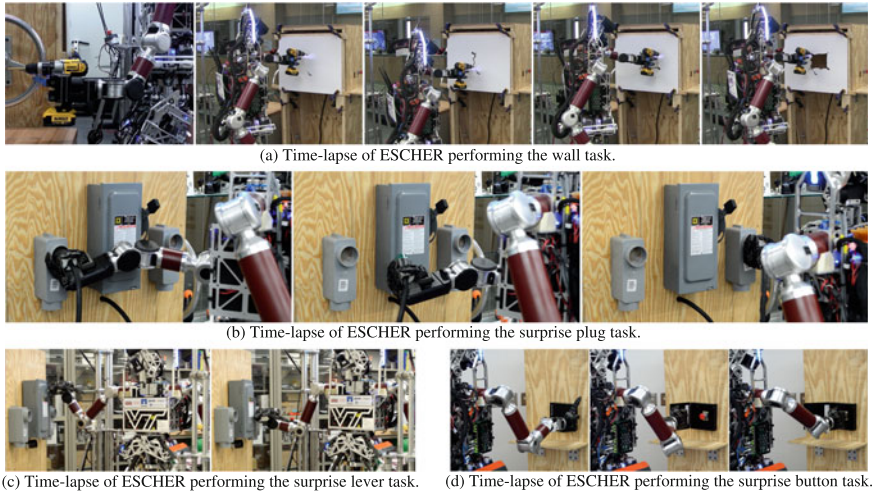 (a) Time-lapse of ESCHER performing the wall task.
(b) Time-lapse of ESCHER performing the surprise plug task.
(c) Time-lapse of ESCHER performing the surprise lever task.
(d) Time-lapse of ESCHER performing the surprise button task.